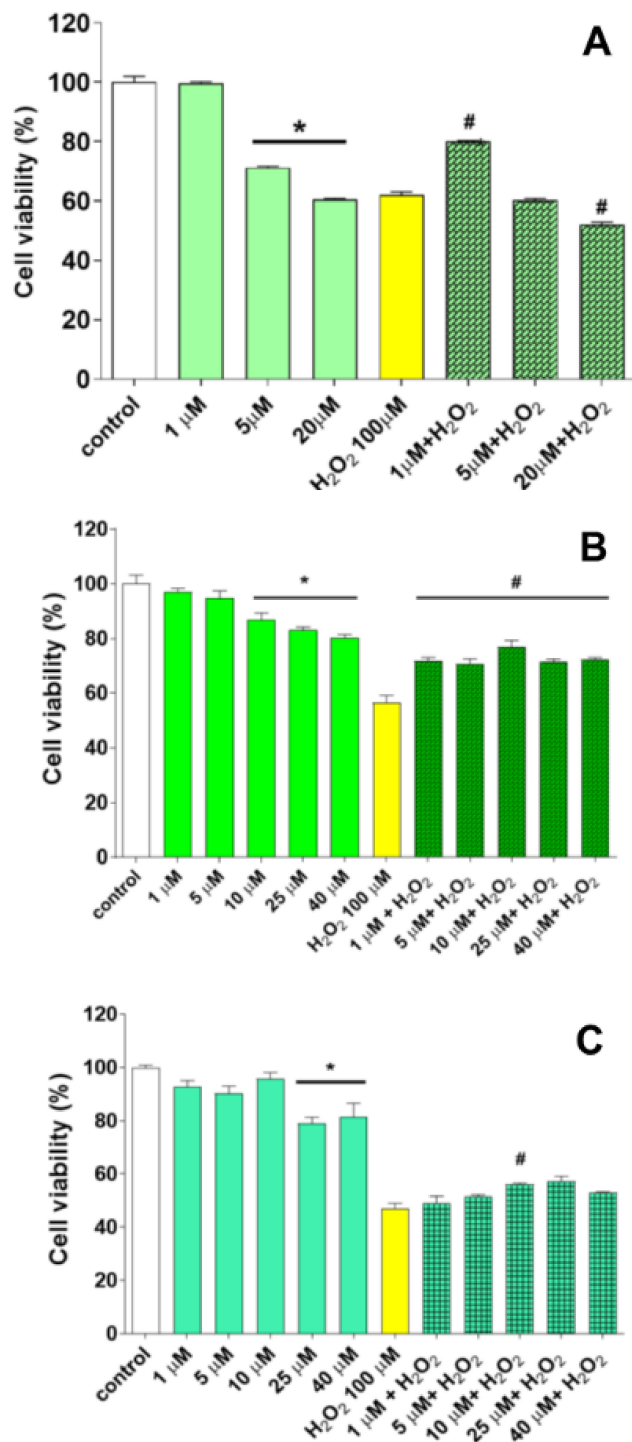 A
Cell viability (%)
120
100
80
60
40
20
0
*
#
#
control
1 μM
5μM
20μM
H₂O₂ 100μM
1μM+H₂O₂
5μM+H₂O₂
20μM+H₂O₂
B
Cell viability (%)
120
100
80
60
40
20
0
*
#
control
1 μM
5 μM
10 μM
25 μM
40 μM
H₂O₂ 100 μM
1 μM + H₂O₂
5 μM+ H₂O₂
10 μM+ H₂O₂
25 μM+ H₂O₂
40 μM+ H₂O₂
C
Cell viability (%)
120
100
80
60
40
20
0
*
#
control
1 μM
5 μM
10 μM
25 μM
40 μM
H₂O₂ 100 μM
1 μM + H₂O₂
5 μM+ H₂O₂
10 μM+ H₂O₂
25 μM+ H₂O₂
40 μM+ H₂O₂